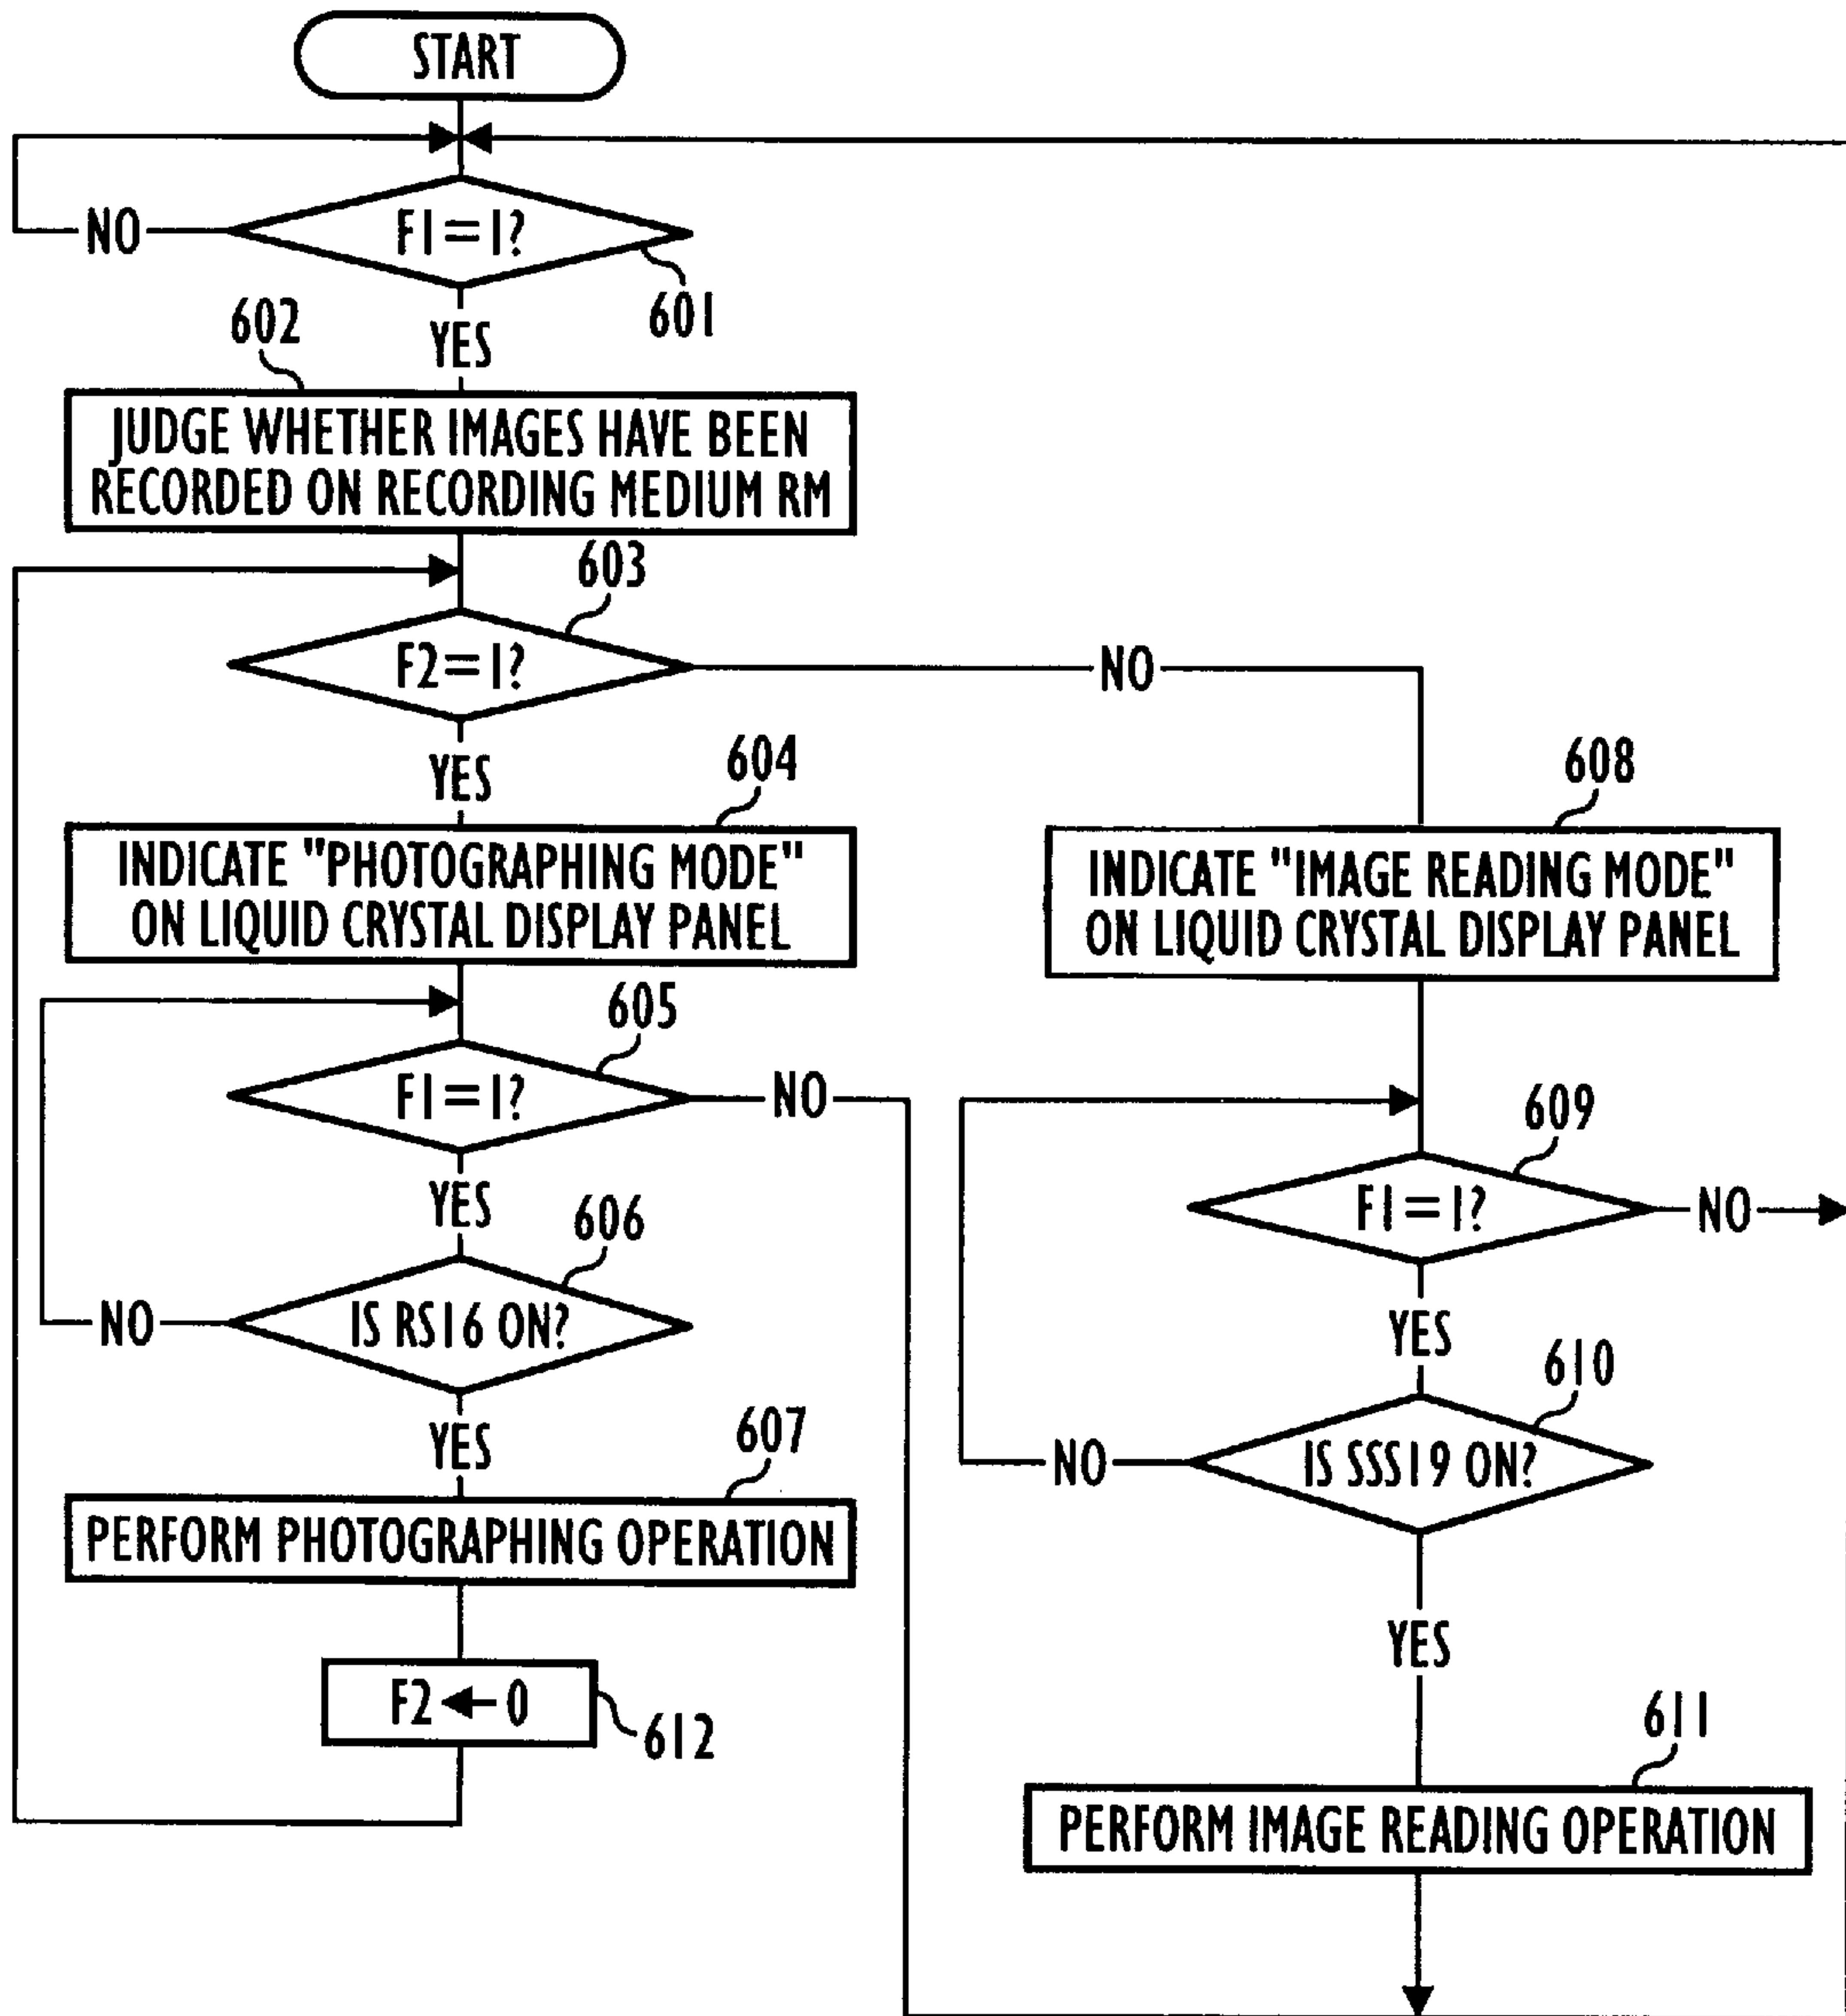 START
F1=1?
NO
601
YES
602
JUDGE WHETHER IMAGES HAVE BEEN
RECORDED ON RECORDING MEDIUM RM
603
F2=1?
NO
YES
604
INDICATE "PHOTOGRAPHING MODE"
ON LIQUID CRYSTAL DISPLAY PANEL
605
F1=1?
NO
YES
606
IS RS16 ON?
NO
YES
607
PERFORM PHOTOGRAPHING OPERATION
F2←0
612
608
INDICATE "IMAGE READING MODE"
ON LIQUID CRYSTAL DISPLAY PANEL
609
F1=1?
NO
YES
610
IS SSS19 ON?
NO
YES
611
PERFORM IMAGE READING OPERATION